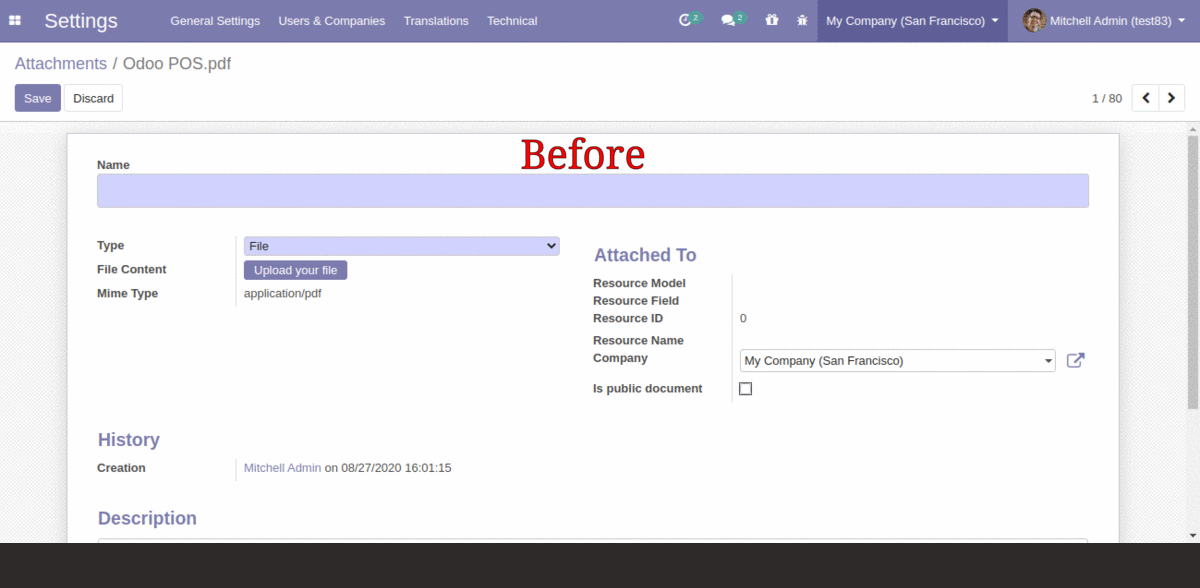 Settings General Settings Users & Companies Translations Technical 2 2 My Company (San Francisco) Mitchell Admin (test83)
Attachments / Odoo POS.pdf
Save Discard 1 / 80
Before
Name
Type File
File Content Upload your file
Mime Type application/pdf
Attached To
Resource Model
Resource Field
Resource ID 0
Resource Name
Company My Company (San Francisco)
Is public document
History
Creation Mitchell Admin on 08/27/2020 16:01:15
Description